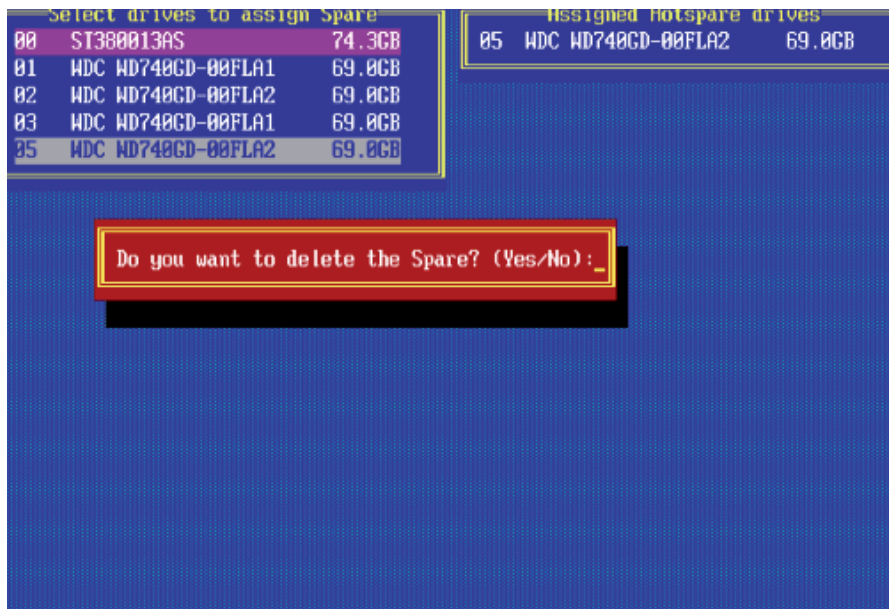 Select drives to assign Spare
00 ST380013AS 74.3GB
01 WDC WD740GD-00FLA1 69.0GB
02 WDC WD740GD-00FLA2 69.0GB
03 WDC WD740GD-00FLA1 69.0GB
05 WDC WD740GD-00FLA2 69.0GB
Assigned Hotspare drives
05 WDC WD740GD-00FLA2 69.0GB
Do you want to delete the Spare? (Yes/No):_